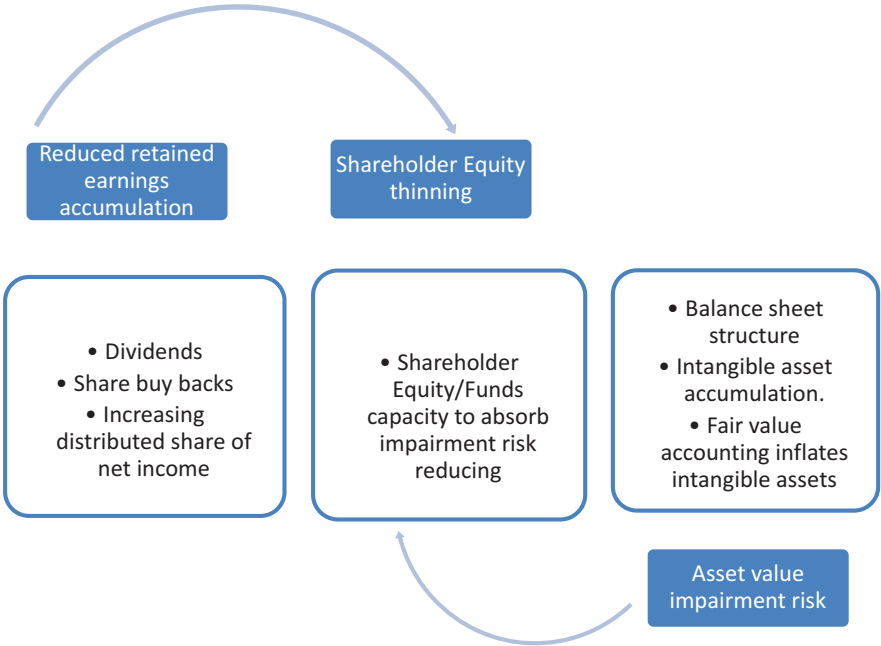 Reduced retained
earnings
accumulation
Shareholder Equity
thinning
• Dividends
• Share buy backs
• Increasing
distributed share of
net income
• Shareholder
Equity/Funds
capacity to absorb
impairment risk
reducing
• Balance sheet
structure
• Intangible asset
accumulation.
• Fair value
accounting inflates
intangible assets
Asset value
impairment risk